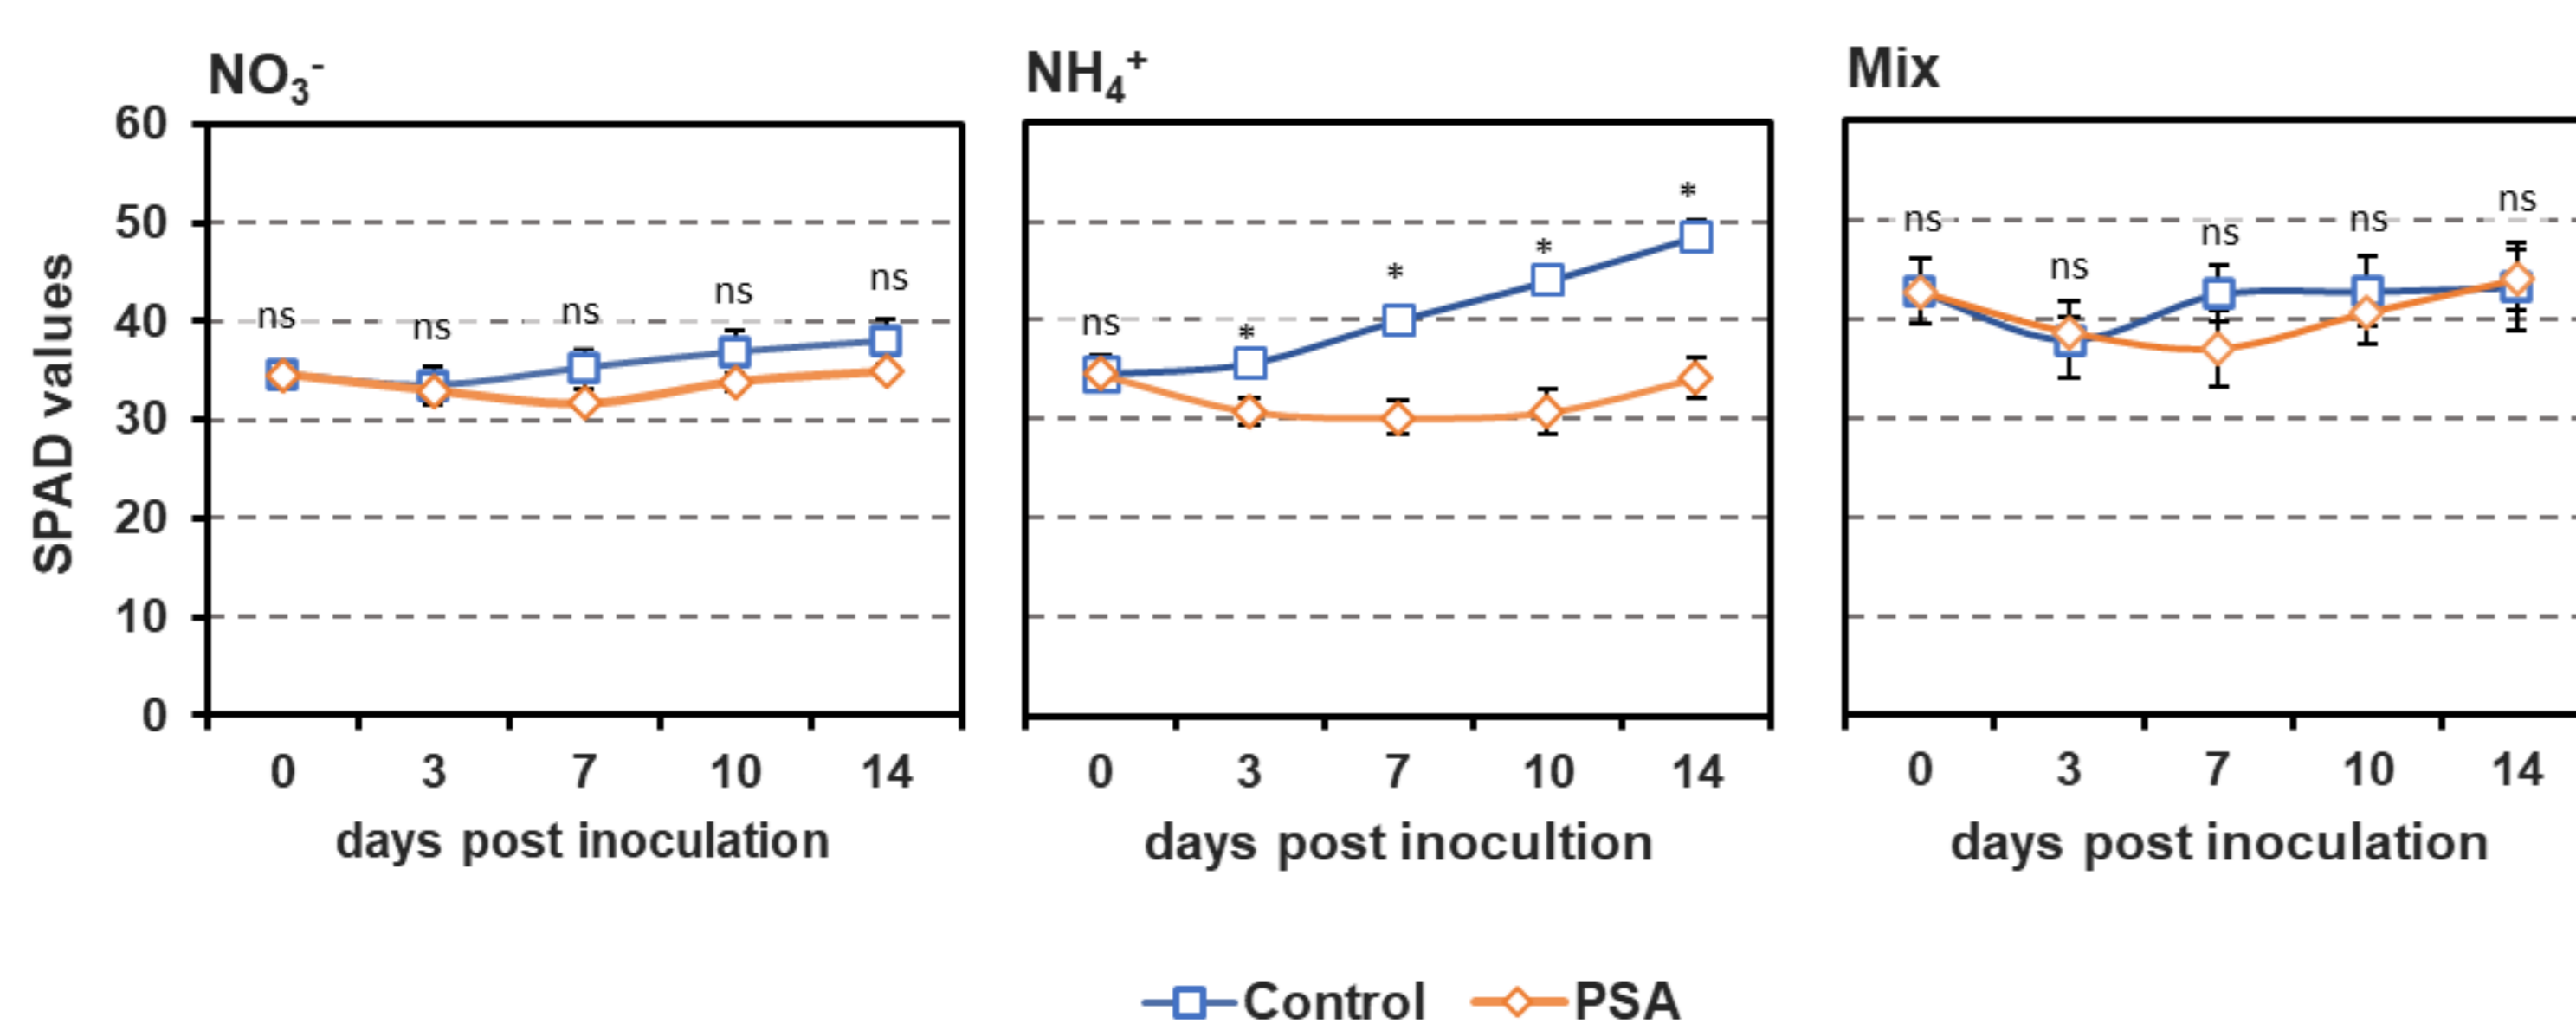 NO₃⁻
NH₄⁺
Mix
SPAD values
60
50
40
30
20
10
0
ns
ns
ns
ns
ns
ns
*
*
*
*
ns
ns
ns
ns
ns
0 3 7 10 14
0 3 7 10 14
0 3 7 10 14
days post inoculation
days post inocultion
days post inoculation
Control PSA